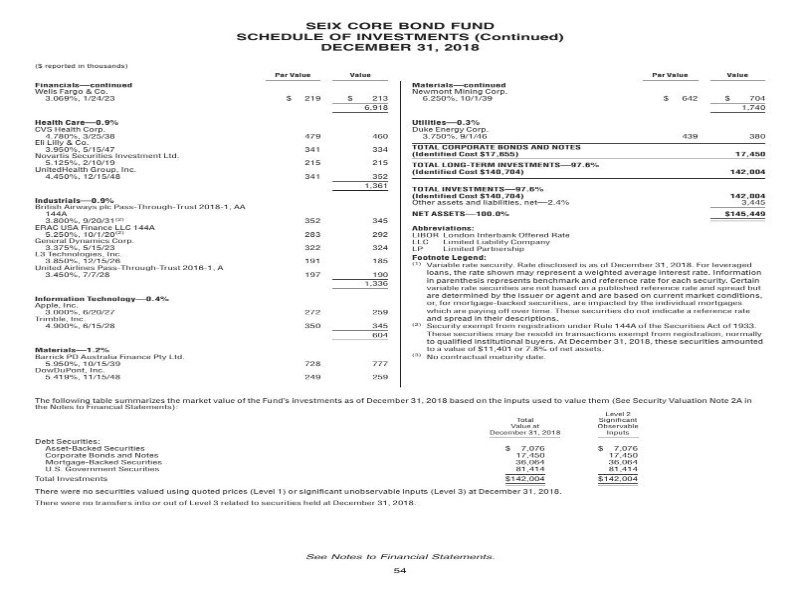 SEIX CORE BOND FUND
SCHEDULE OF INVESTMENTS (Continued)
DECEMBER 31, 2018
($ reported in thousands)
Par Value Value
Financials—continued
Wells Fargo & Co.
3.069%, 1/24/23 $ 219 $ 213
6,918
Health Care—0.9%
CVS Health Corp.
4.780%, 3/25/38 479 460
Eli Lilly & Co.
3.950%, 5/15/47 341 334
Novartis Securities Investment Ltd.
5.125%, 2/10/19 215 215
UnitedHealth Group, Inc.
4.450%, 12/15/48 341 352
1,361
Industrials—0.9%
British Airways plc Pass-Through-Trust 2018-1, AA
144A
3.800%, 9/20/31(2) 352 345
ERAC USA Finance LLC 144A
5.250%, 10/1/20(2) 283 292
General Dynamics Corp.
3.375%, 5/15/23 322 324
L3 Technologies, Inc.
3.850%, 12/15/26 191 185
United Airlines Pass-Through-Trust 2016-1, A
3.450%, 7/7/28 197 190
1,336
Information Technology—0.4%
Apple, Inc.
3.000%, 6/20/27 272 259
Trimble, Inc.
4.900%, 6/15/28 350 345
604
Materials—1.2%
Barrick PD Australia Finance Pty Ltd.
5.950%, 10/15/39 728 777
DowDuPont, Inc.
5.419%, 11/15/48 249 259
Par Value Value
Materials—continued
Newmont Mining Corp.
6.250%, 10/1/39 $ 642 $ 704
1,740
Utilities—0.3%
Duke Energy Corp.
3.750%, 9/1/46 439 380
TOTAL CORPORATE BONDS AND NOTES
(Identified Cost $17,655) 17,450
TOTAL LONG-TERM INVESTMENTS—97.6%
(Identified Cost $140,704) 142,004
TOTAL INVESTMENTS—97.6%
(Identified Cost $140,704) 142,004
Other assets and liabilities, net—2.4% 3,445
NET ASSETS—100.0% $145,449
Abbreviations:
LIBOR London Interbank Offered Rate
LLC Limited Liability Company
LP Limited Partnership
Footnote Legend:
(1) Variable rate security. Rate disclosed is as of December 31, 2018. For leveraged
loans, the rate shown may represent a weighted average interest rate. Information
in parenthesis represents benchmark and reference rate for each security. Certain
variable rate securities are not based on a published reference rate and spread but
are determined by the issuer or agent and are based on current market conditions,
or, for mortgage-backed securities, are impacted by the individual mortgages
which are paying off over time. These securities do not indicate a reference rate
and spread in their descriptions.
(2) Security exempt from registration under Rule 144A of the Securities Act of 1933.
These securities may be resold in transactions exempt from registration, normally
to qualified institutional buyers. At December 31, 2018, these securities amounted
to a value of $11,401 or 7.8% of net assets.
(3) No contractual maturity date.
The following table summarizes the market value of the Fund's investments as of December 31, 2018 based on the inputs used to value them (See Security Valuation Note 2A in
the Notes to Financial Statements):
Total
Value at
December 31, 2018
Level 2
Significant
Observable
Inputs
Debt Securities:
Asset-Backed Securities $ 7,076 $ 7,076
Corporate Bonds and Notes 17,450 17,450
Mortgage-Backed Securities 36,064 36,064
U.S. Government Securities 81,414 81,414
Total Investments $142,004 $142,004
There were no securities valued using quoted prices (Level 1) or significant unobservable inputs (Level 3) at December 31, 2018.
There were no transfers into or out of Level 3 related to securities held at December 31, 2018.
See Notes to Financial Statements.
54